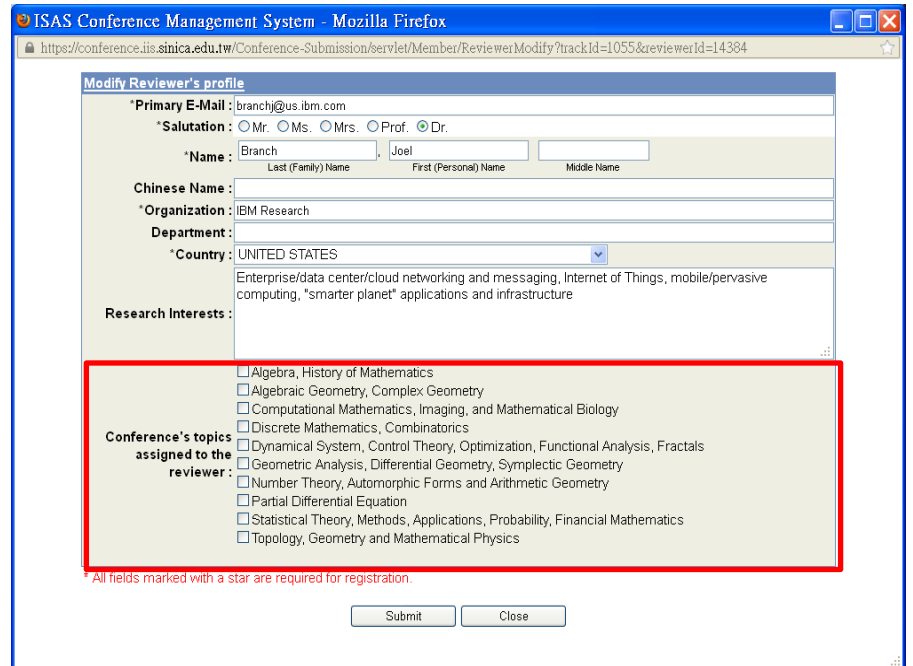 ISAS Conference Management System - Mozilla Firefox
https://conference.iis.sinica.edu.tw/Conference-Submission/servlet/Member/ReviewerModify?trackId=1055&reviewerId=14384
Modify Reviewer's profile
*Primary E-Mail : branchj@us.ibm.com
*Salutation : Mr. Ms. Mrs. Prof. Dr.
*Name : Branch , Joel
Last (Family) Name First (Personal) Name Middle Name
Chinese Name :
*Organization : IBM Research
Department :
*Country : UNITED STATES
Research Interests : Enterprise/data center/cloud networking and messaging, Internet of Things, mobile/pervasive
computing, "smarter planet" applications and infrastructure
Conference's topics assigned to the reviewer :
Algebra, History of Mathematics
Algebraic Geometry, Complex Geometry
Computational Mathematics, Imaging, and Mathematical Biology
Discrete Mathematics, Combinatorics
Dynamical System, Control Theory, Optimization, Functional Analysis, Fractals
Geometric Analysis, Differential Geometry, Symplectic Geometry
Number Theory, Automorphic Forms and Arithmetic Geometry
Partial Differential Equation
Statistical Theory, Methods, Applications, Probability, Financial Mathematics
Topology, Geometry and Mathematical Physics
* All fields marked with a star are required for registration.
Submit Close